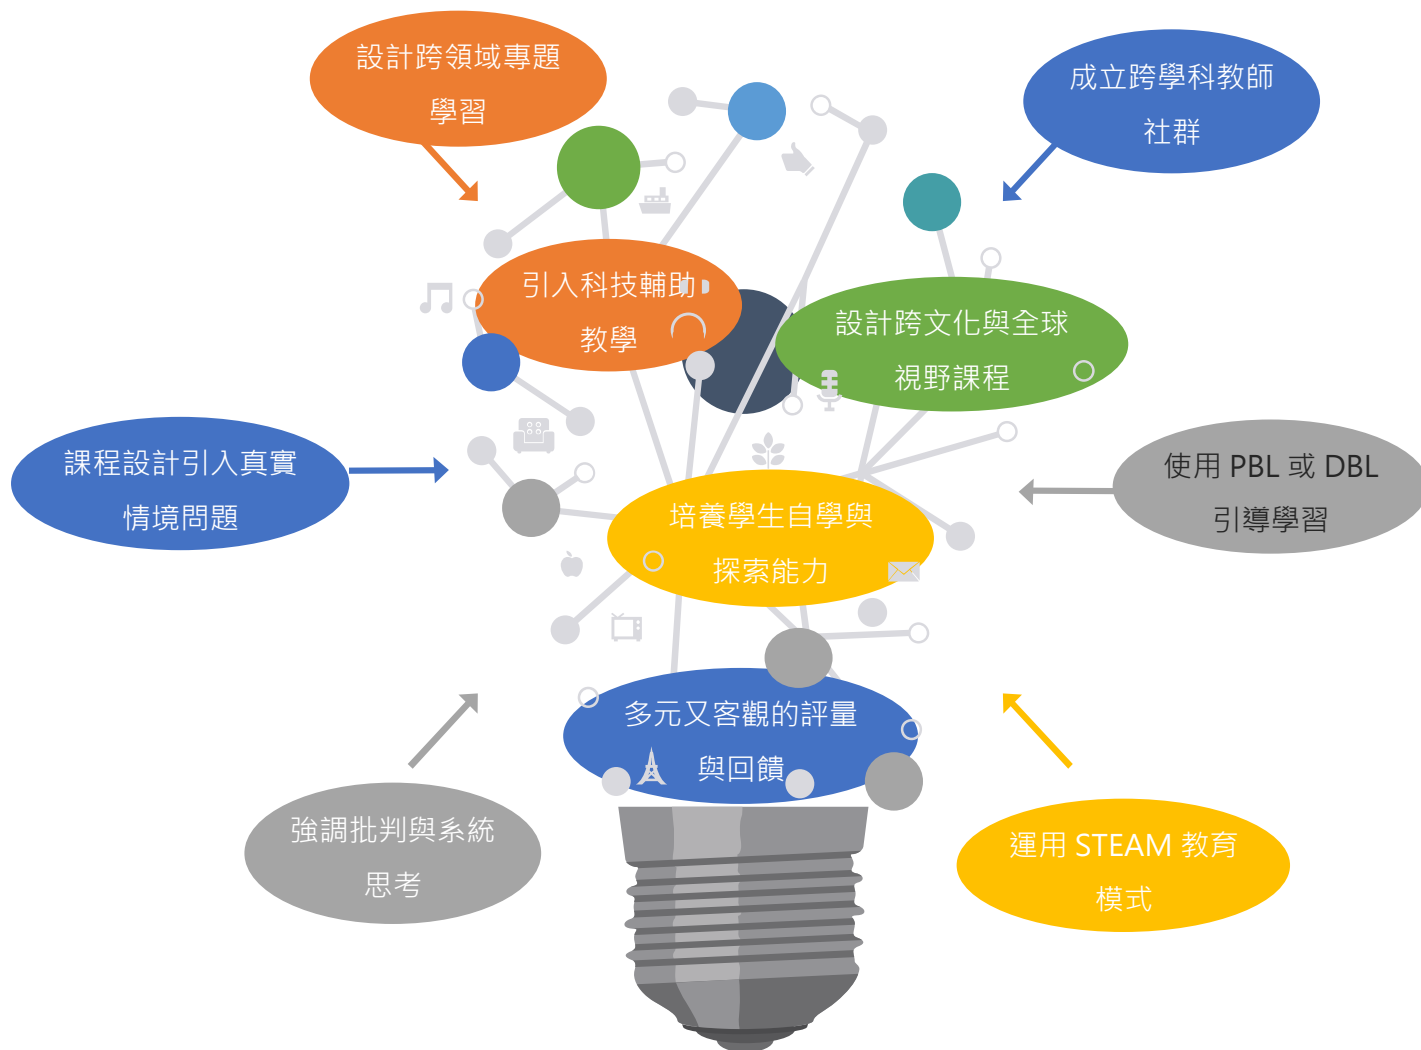 設計跨領域專題
學習
成立跨學科教師
社群
引入科技輔助
教學
設計跨文化與全球
視野課程
課程設計引入真實
情境問題
使用 PBL 或 DBL
引導學習
培養學生自學與
探索能力
多元又客觀的評量
與回饋
強調批判與系統
思考
運用 STEAM 教育
模式